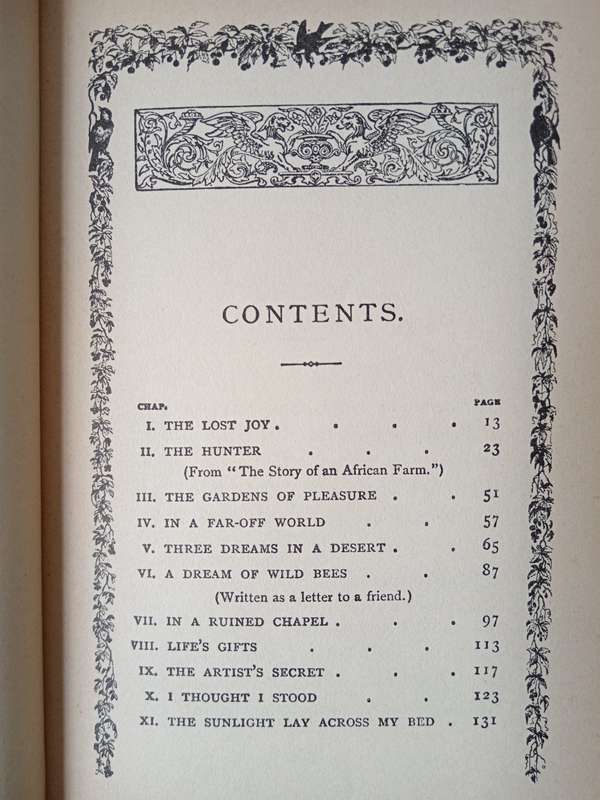 CONTENTS.
CHAP. PAGE
I. THE LOST JOY . . . . 13
II. THE HUNTER . . . 23
(From "The Story of an African Farm.")
III. THE GARDENS OF PLEASURE . . 51
IV. IN A FAR-OFF WORLD . . 57
V. THREE DREAMS IN A DESERT . . 65
VI. A DREAM OF WILD BEES . . 87
(Written as a letter to a friend.)
VII. IN A RUINED CHAPEL . . . 97
VIII. LIFE'S GIFTS . . . 113
IX. THE ARTIST'S SECRET . . . 117
X. I THOUGHT I STOOD . . 123
XI. THE SUNLIGHT LAY ACROSS MY BED . 131